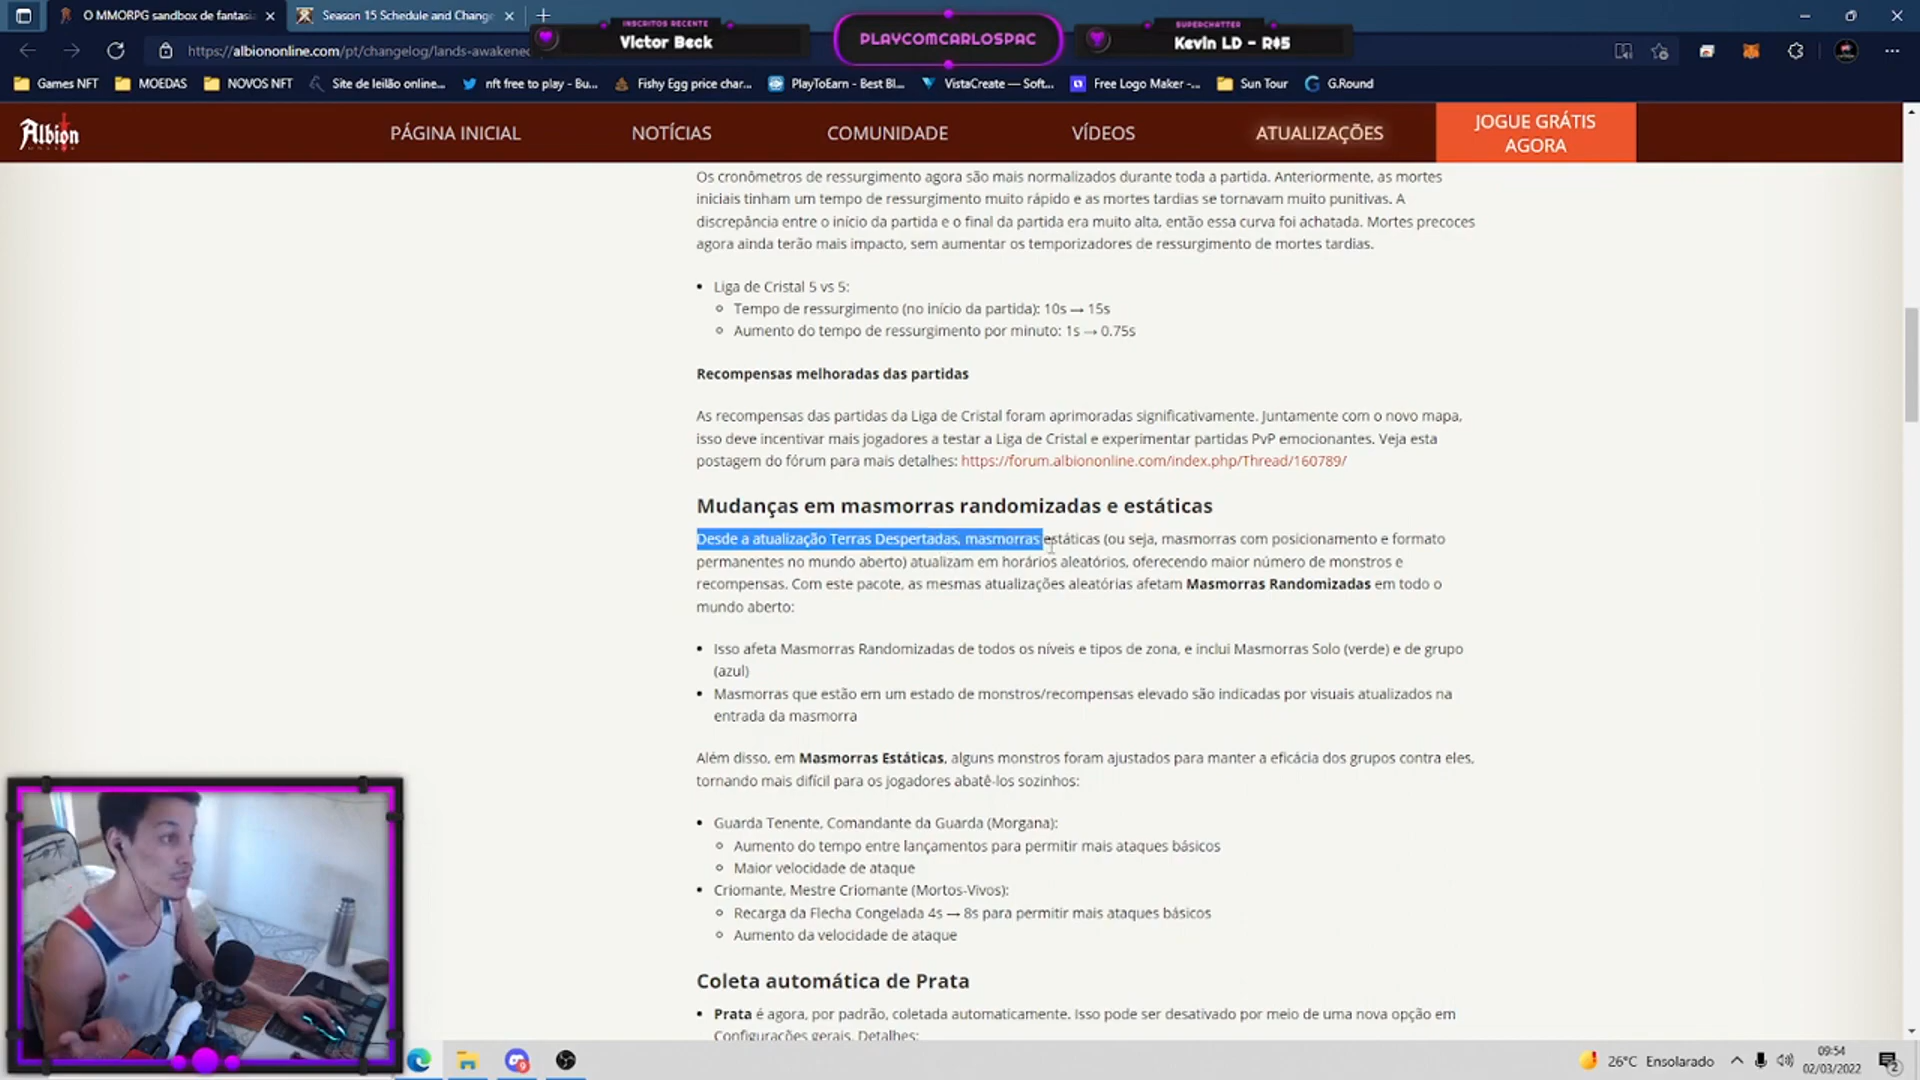 O MMORPG sandbox de fantasia
Season 15 Schedule and Change
INSCRITOS RECENTE
Victor Beck
PLAYCOMCARLOSPAC
SUPERCHATTER
Kevin LD - R$5
https://albiononline.com/pt/changelog/lands-awakened
Games NFT
MOEDAS
NOVOS NFT
Site de leilão online...
nft free to play - Bu...
Fishy Egg price char...
PlayToEarn - Best Bl...
VistaCreate — Soft...
Free Logo Maker -...
Sun Tour
G.Round
Albion
PÁGINA INICIAL
NOTÍCIAS
COMUNIDADE
VÍDEOS
ATUALIZAÇÕES
JOGUE GRÁTIS
AGORA
Os cronômetros de ressurgimento agora são mais normalizados durante toda a partida. Anteriormente, as mortes
iniciais tinham um tempo de ressurgimento muito rápido e as mortes tardias se tornavam muito punitivas. A
discrepância entre o início da partida e o final da partida era muito alta, então essa curva foi achatada. Mortes precoces
agora ainda terão mais impacto, sem aumentar os temporizadores de ressurgimento de mortes tardias.
• Liga de Cristal 5 vs 5:
○ Tempo de ressurgimento (no início da partida): 10s → 15s
○ Aumento do tempo de ressurgimento por minuto: 1s → 0.75s
Recompensas melhoradas das partidas
As recompensas das partidas da Liga de Cristal foram aprimoradas significativamente. Juntamente com o novo mapa,
isso deve incentivar mais jogadores a testar a Liga de Cristal e experimentar partidas PvP emocionantes. Veja esta
postagem do fórum para mais detalhes: https://forum.albiononline.com/index.php/Thread/160789/
Mudanças em masmorras randomizadas e estáticas
Desde a atualização Terras Despertadas, masmorras estáticas (ou seja, masmorras com posicionamento e formato
permanentes no mundo aberto) atualizam em horários aleatórios, oferecendo maior número de monstros e
recompensas. Com este pacote, as mesmas atualizações aleatórias afetam Masmorras Randomizadas em todo o
mundo aberto:
• Isso afeta Masmorras Randomizadas de todos os níveis e tipos de zona, e inclui Masmorras Solo (verde) e de grupo
(azul)
• Masmorras que estão em um estado de monstros/recompensas elevado são indicadas por visuais atualizados na
entrada da masmorra
Além disso, em Masmorras Estáticas, alguns monstros foram ajustados para manter a eficácia dos grupos contra eles,
tornando mais difícil para os jogadores abatê-los sozinhos:
• Guarda Tenente, Comandante da Guarda (Morgana):
○ Aumento do tempo entre lançamentos para permitir mais ataques básicos
○ Maior velocidade de ataque
• Criomante, Mestre Criomante (Mortos-Vivos):
○ Recarga da Flecha Congelada 4s → 8s para permitir mais ataques básicos
○ Aumento da velocidade de ataque
Coleta automática de Prata
• Prata é agora, por padrão, coletada automaticamente. Isso pode ser desativado por meio de uma nova opção em
Configurações gerais. Detalhes:
26°C Ensolarado
09:54
02/03/2022